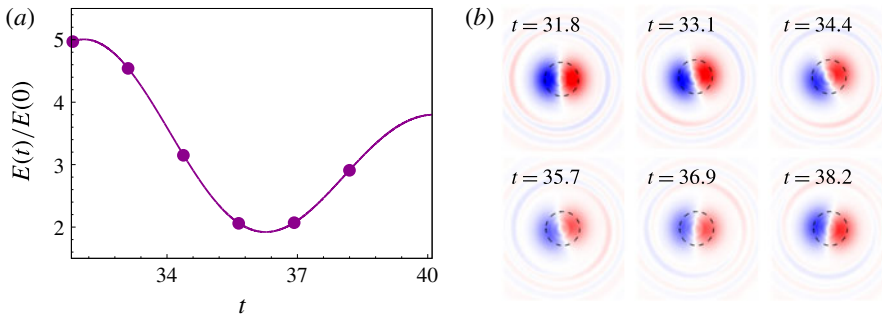 (a)
5
4
3
2
E(t)/E(0)
34
37
40
t
(b)
t = 31.8
t = 33.1
t = 34.4
t = 35.7
t = 36.9
t = 38.2